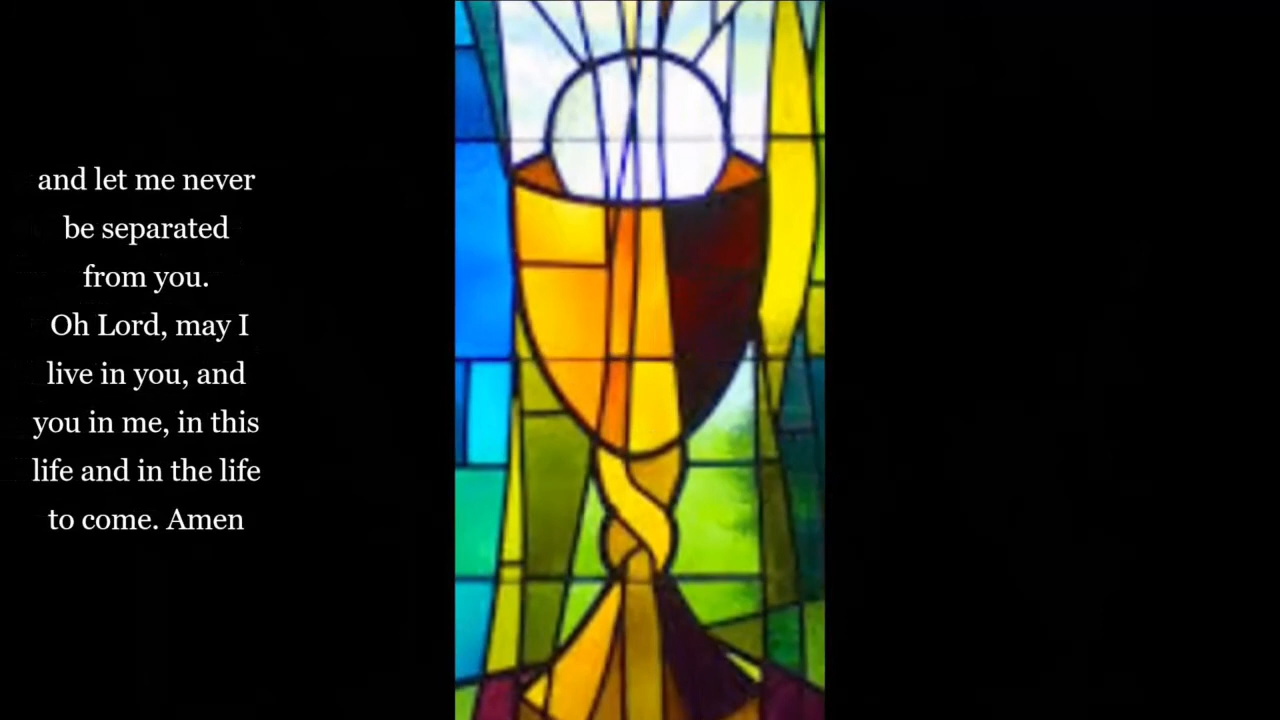 and let me never
be separated
from you.
Oh Lord, may I
live in you, and
you in me, in this
life and in the life
to come. Amen